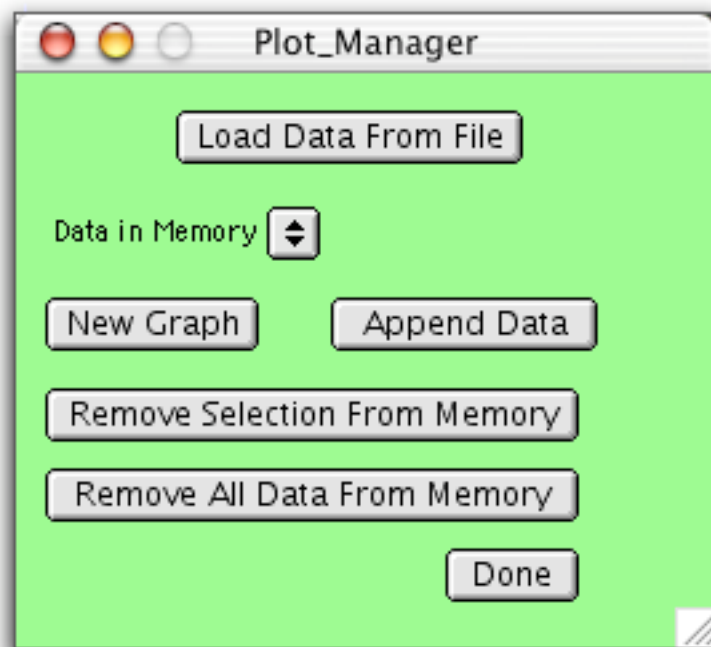 Plot_Manager
Load Data From File
Data in Memory
New Graph Append Data
Remove Selection From Memory
Remove All Data From Memory
Done